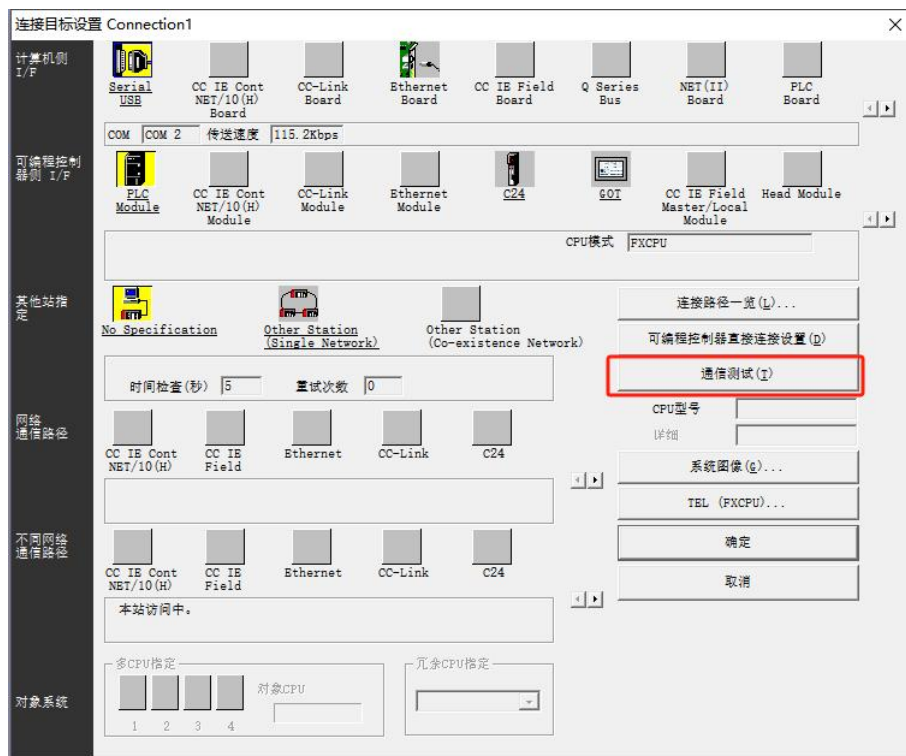 连接目标设置 Connection1
计算机侧
I/F
Serial
USB
CC IE Cont
NET/10(H)
Board
CC-Link
Board
Ethernet
Board
CC IE Field
Board
Q Series
Bus
NET(II)
Board
PLC
Board
COM COM 2 传送速度 115.2Kbps
可编程控制
器侧 I/F
PLC
Module
CC IE Cont
NET/10(H)
Module
CC-Link
Module
Ethernet
Module
C24
GOT
CC IE Field
Master/Local
Module
Head Module
CPU模式 FXCPU
其他站指
定
No Specification
Other Station
(Single Network)
Other Station
(Co-existence Network)
时间检查(秒) 5 重试次数 0
连接路径一览(L)...
可编程控制器直接连接设置(D)
通信测试(T)
CPU型号
详细
系统图像(G)...
TEL (FXCPU)...
确定
取消
网络
通信路径
CC IE Cont
NET/10(H)
CC IE
Field
Ethernet
CC-Link
C24
不同网络
通信路径
CC IE Cont
NET/10(H)
CC IE
Field
Ethernet
CC-Link
C24
本站访问中。
对象系统
多CPU指定
1 2 3 4
对象CPU
冗余CPU指定